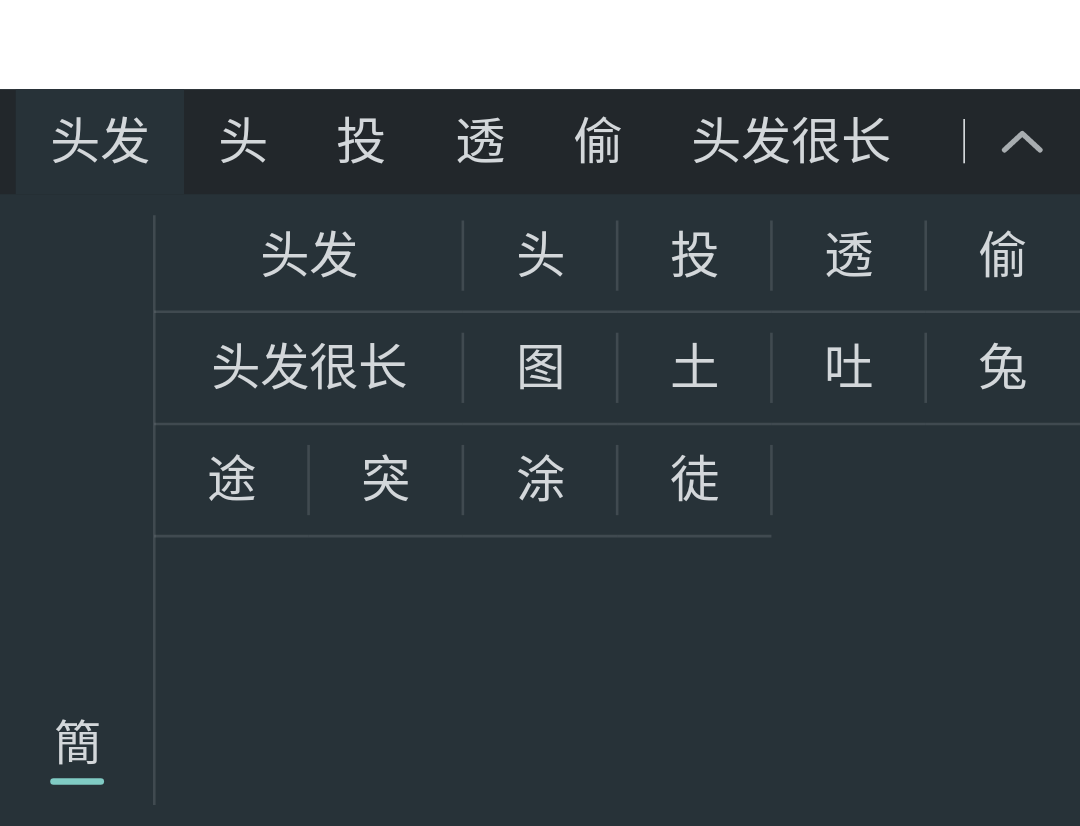 头发 头 投 透 偷 头发很长
头发 头 投 透 偷
头发很长 图 土 吐 兔
途 突 涂 徒
簡